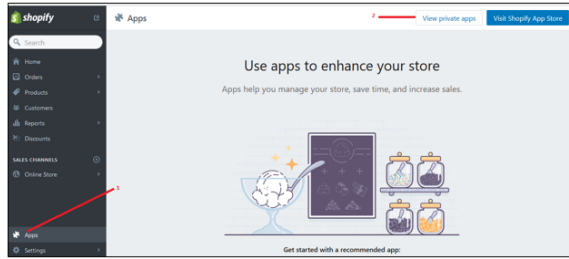 shopify
Search
Home
Orders
Products
Customers
Reports
Discounts
SALES CHANNELS
Online Store
1
Apps
Settings
Apps
2
View private apps
Visit Shopify App Store
Use apps to enhance your store
Apps help you manage your store, save time, and increase sales.
Get started with a recommended app: